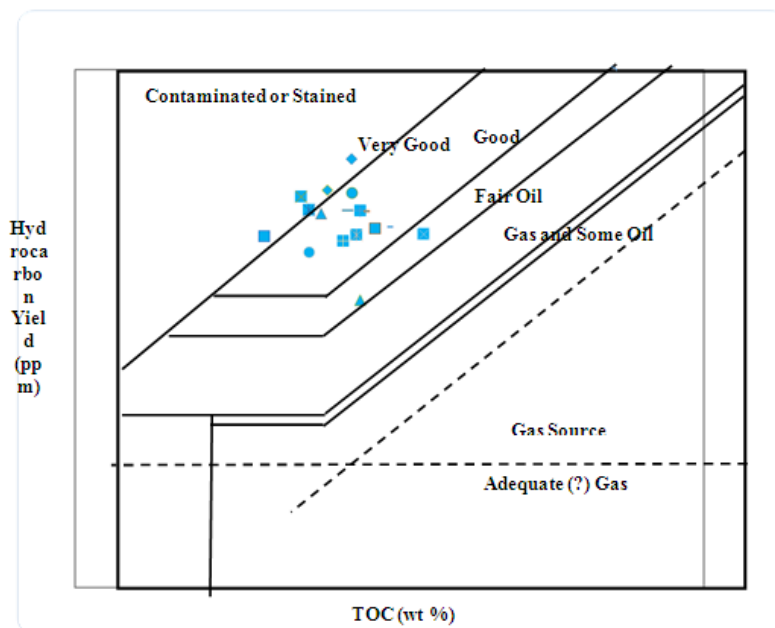 Contaminated or Stained
Very Good
Good
Fair Oil
Gas and Some Oil
Hyd
roca
rbo
n
Yiel
d
(pp
m)
Gas Source
Adequate (?) Gas
TOC (wt %)